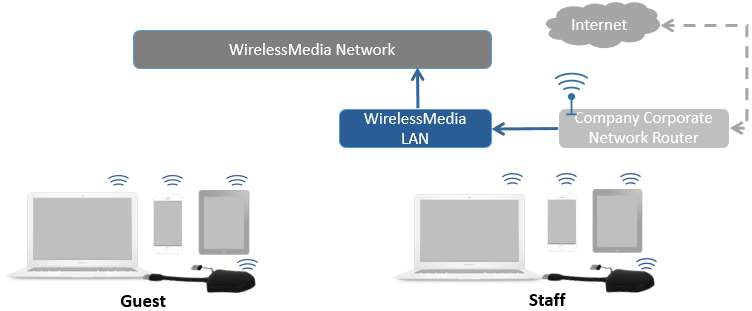 Internet
WirelessMedia Network
WirelessMedia
LAN
Company Corporate
Network Router
Guest
Staff